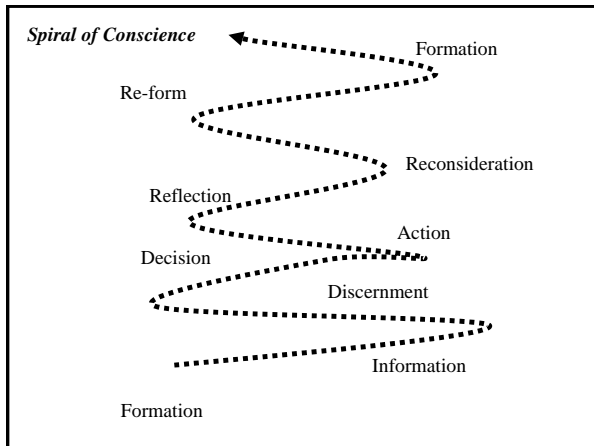 Spiral of Conscience
Formation
Re-form
Reconsideration
Reflection
Action
Decision
Discernment
Information
Formation